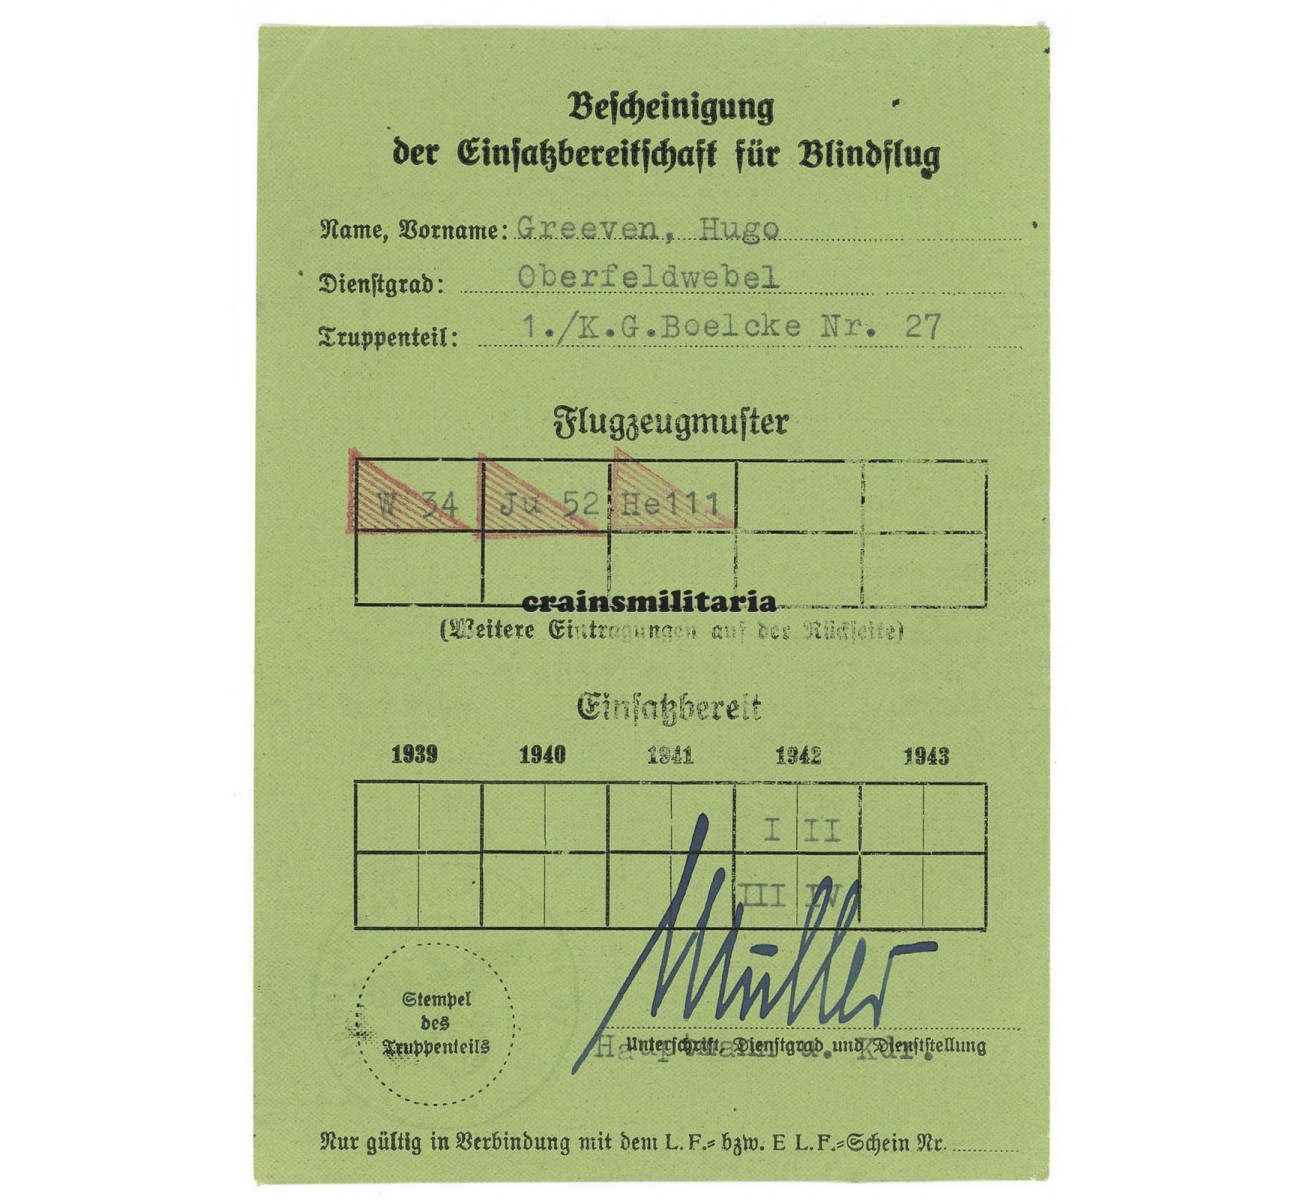 Bescheinigung
der Einsatzbereitschaft für Blindflug
Name, Vorname: Greeven, Hugo
Dienstgrad: Oberfeldwebel
Truppenteil: 1./K.G.Boelcke Nr. 27
Flugzeugmuster
W 34 Ju 52 He111
crainsmilitaria
(Weitere Eintragungen auf der Rückseite)
Einsatzbereit
1939 1940 1941 1942 1943
I II
III IV
Müller
Stempel
des
Truppenteils
Unterschrift, Dienstgrad und Dienststellung
Hauptmann u. Kdr.
Nur gültig in Verbindung mit dem L.F.= bzw. E L.F.=Schein Nr.